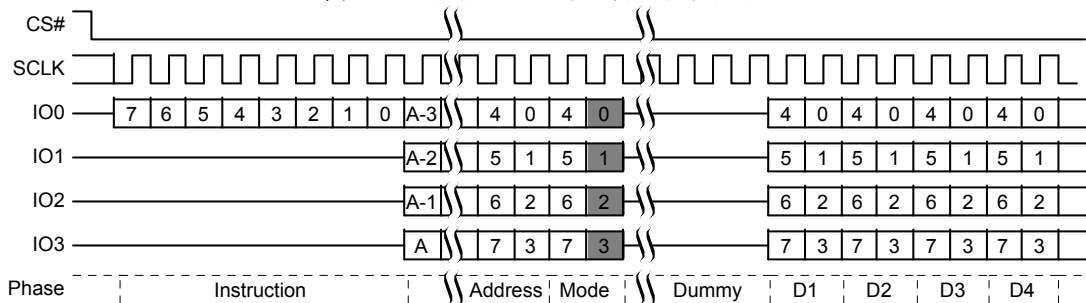 CS#
SCLK
IO0 7 6 5 4 3 2 1 0 A-3 4 0 4 0 4 0 4 0 4 0 4 0
IO1 A-2 5 1 5 1 5 1 5 1 5 1 5 1
IO2 A-1 6 2 6 2 6 2 6 2 6 2 6 2
IO3 A 7 3 7 3 7 3 7 3 7 3 7 3
Phase Instruction Address Mode Dummy D1 D2 D3 D4